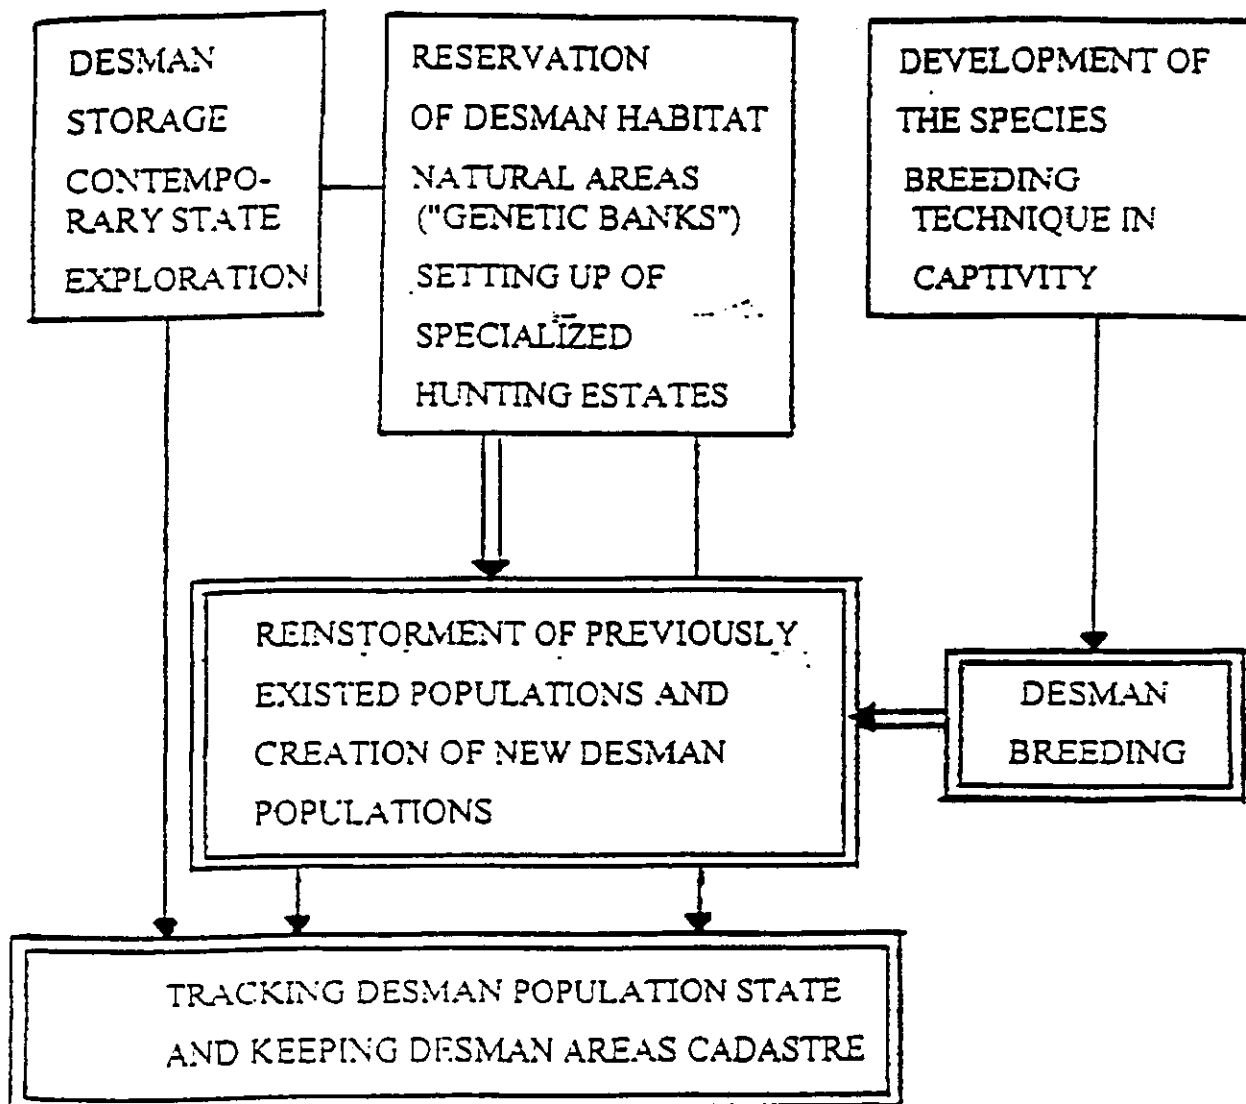 DESMAN
STORAGE
CONTEMPO-
RARY STATE
EXPLORATION
RESERVATION
OF DESMAN HABITAT
NATURAL AREAS
("GENETIC BANKS")
SETTING UP OF
SPECIALIZED
HUNTING ESTATES
DEVELOPMENT OF
THE SPECIES
BREEDING
TECHNIQUE IN
CAPTIVITY
REINSTORMENT OF PREVIOUSLY
EXISTED POPULATIONS AND
CREATION OF NEW DESMAN
POPULATIONS
DESMAN
BREEDING
TRACKING DESMAN POPULATION STATE
AND KEEPING DESMAN AREAS CADASTRE